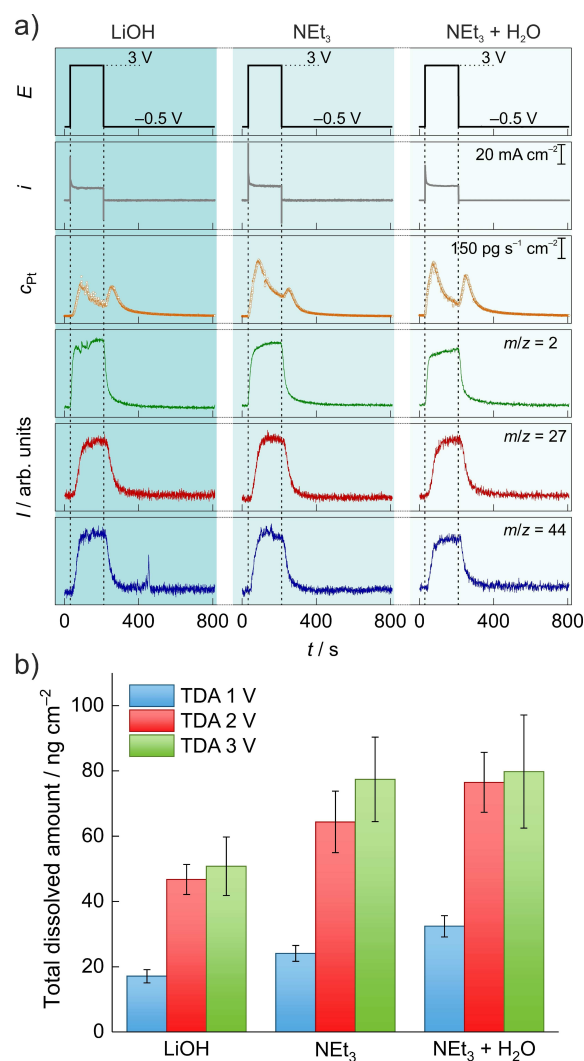 a)
LiOH NEt₃ NEt₃ + H₂O
E
3 V 3 V 3 V
–0.5 V –0.5 V –0.5 V
i
20 mA cm⁻²
c_Pt
150 pg s⁻¹ cm⁻²
I / arb. units
m/z = 2
m/z = 27
m/z = 44
0 400 800 0 400 800 0 400 800
t / s
b)
Total dissolved amount / ng cm⁻²
100
80
60
40
20
0
TDA 1 V
TDA 2 V
TDA 3 V
LiOH NEt₃ NEt₃ + H₂O